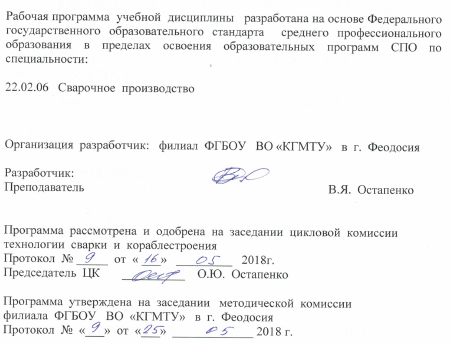 Рабочая программа учебной дисциплины разработана на основе Федерального
государственного образовательного стандарта среднего профессионального
образования в пределах освоения образовательных программ СПО по
специальности:
22.02.06 Сварочное производство
Организация разработчик: филиал ФГБОУ ВО «КГМТУ» в г. Феодосия
Разработчик:
Преподаватель В.Я. Остапенко
Программа рассмотрена и одобрена на заседании цикловой комиссии
технологии сварки и кораблестроения
Протокол № 9 от « 16 » 05 2018г.
Председатель ЦК О.Ю. Остапенко
Программа утверждена на заседании методической комиссии
филиала ФГБОУ ВО «КГМТУ» в г. Феодосия
Протокол № « 9 » от «25» 05 2018 г.